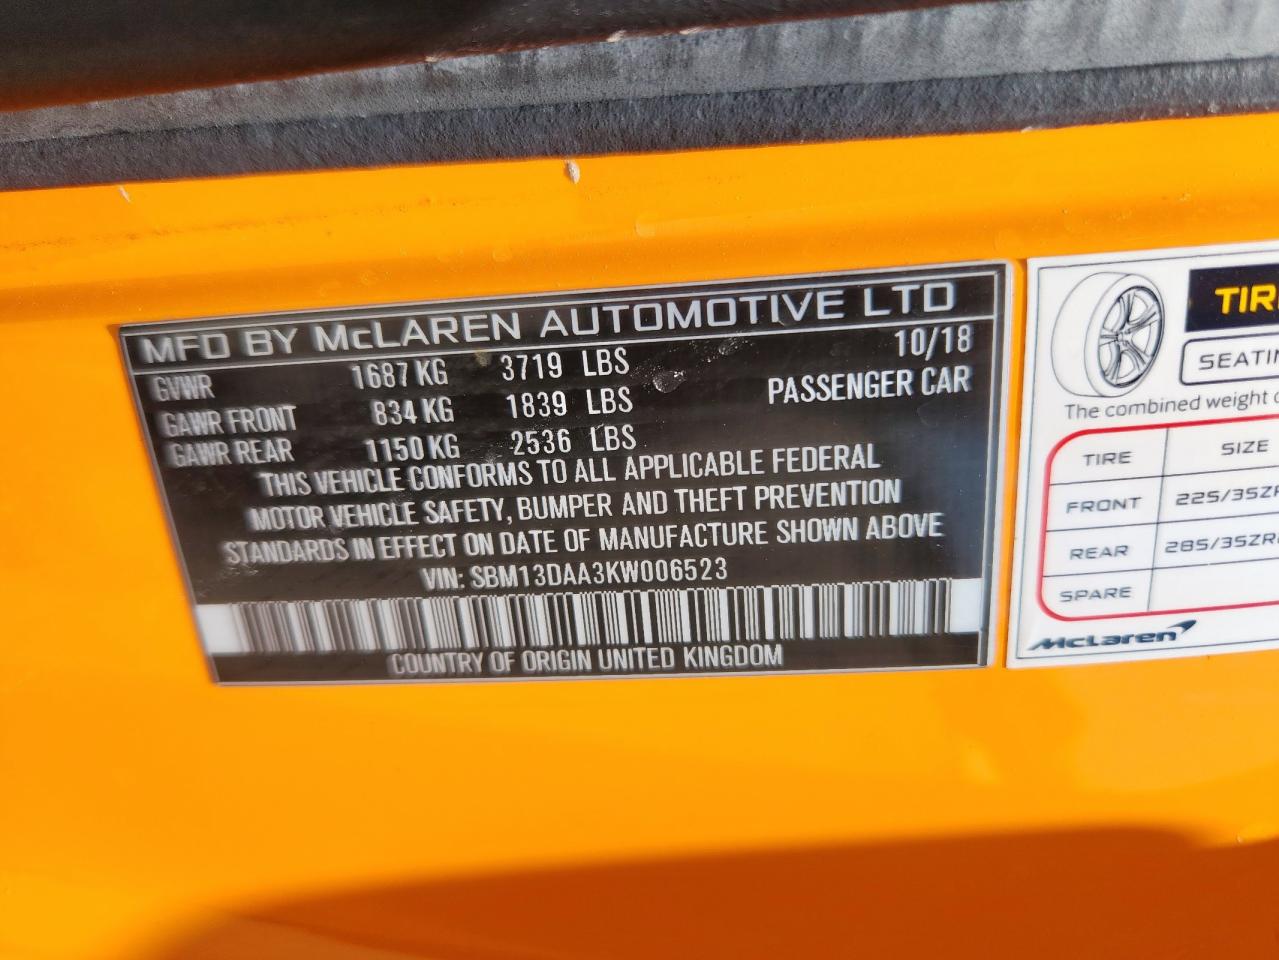 MFD BY McLAREN AUTOMOTIVE LTD
GVWR 1687 KG 3719 LBS 10/18
GAWR FRONT 834 KG 1839 LBS PASSENGER CAR
GAWR REAR 1150 KG 2536 LBS
THIS VEHICLE CONFORMS TO ALL APPLICABLE FEDERAL
MOTOR VEHICLE SAFETY, BUMPER AND THEFT PREVENTION
STANDARDS IN EFFECT ON DATE OF MANUFACTURE SHOWN ABOVE
VIN: SBM13DAA3KW006523
COUNTRY OF ORIGIN UNITED KINGDOM
TIR
SEATIN
The combined weight
TIRE SIZE
FRONT 225/35ZR
REAR 285/35ZR
SPARE
McLaren